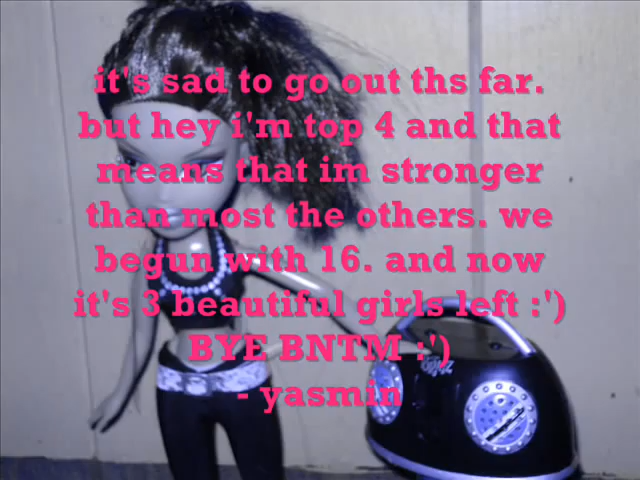 it's sad to go out ths far.
but hey i'm top 4 and that
means that im stronger
than most the others. we
begun with 16. and now
it's 3 beautiful girls left :')
BYE BNTM :')
- yasmin